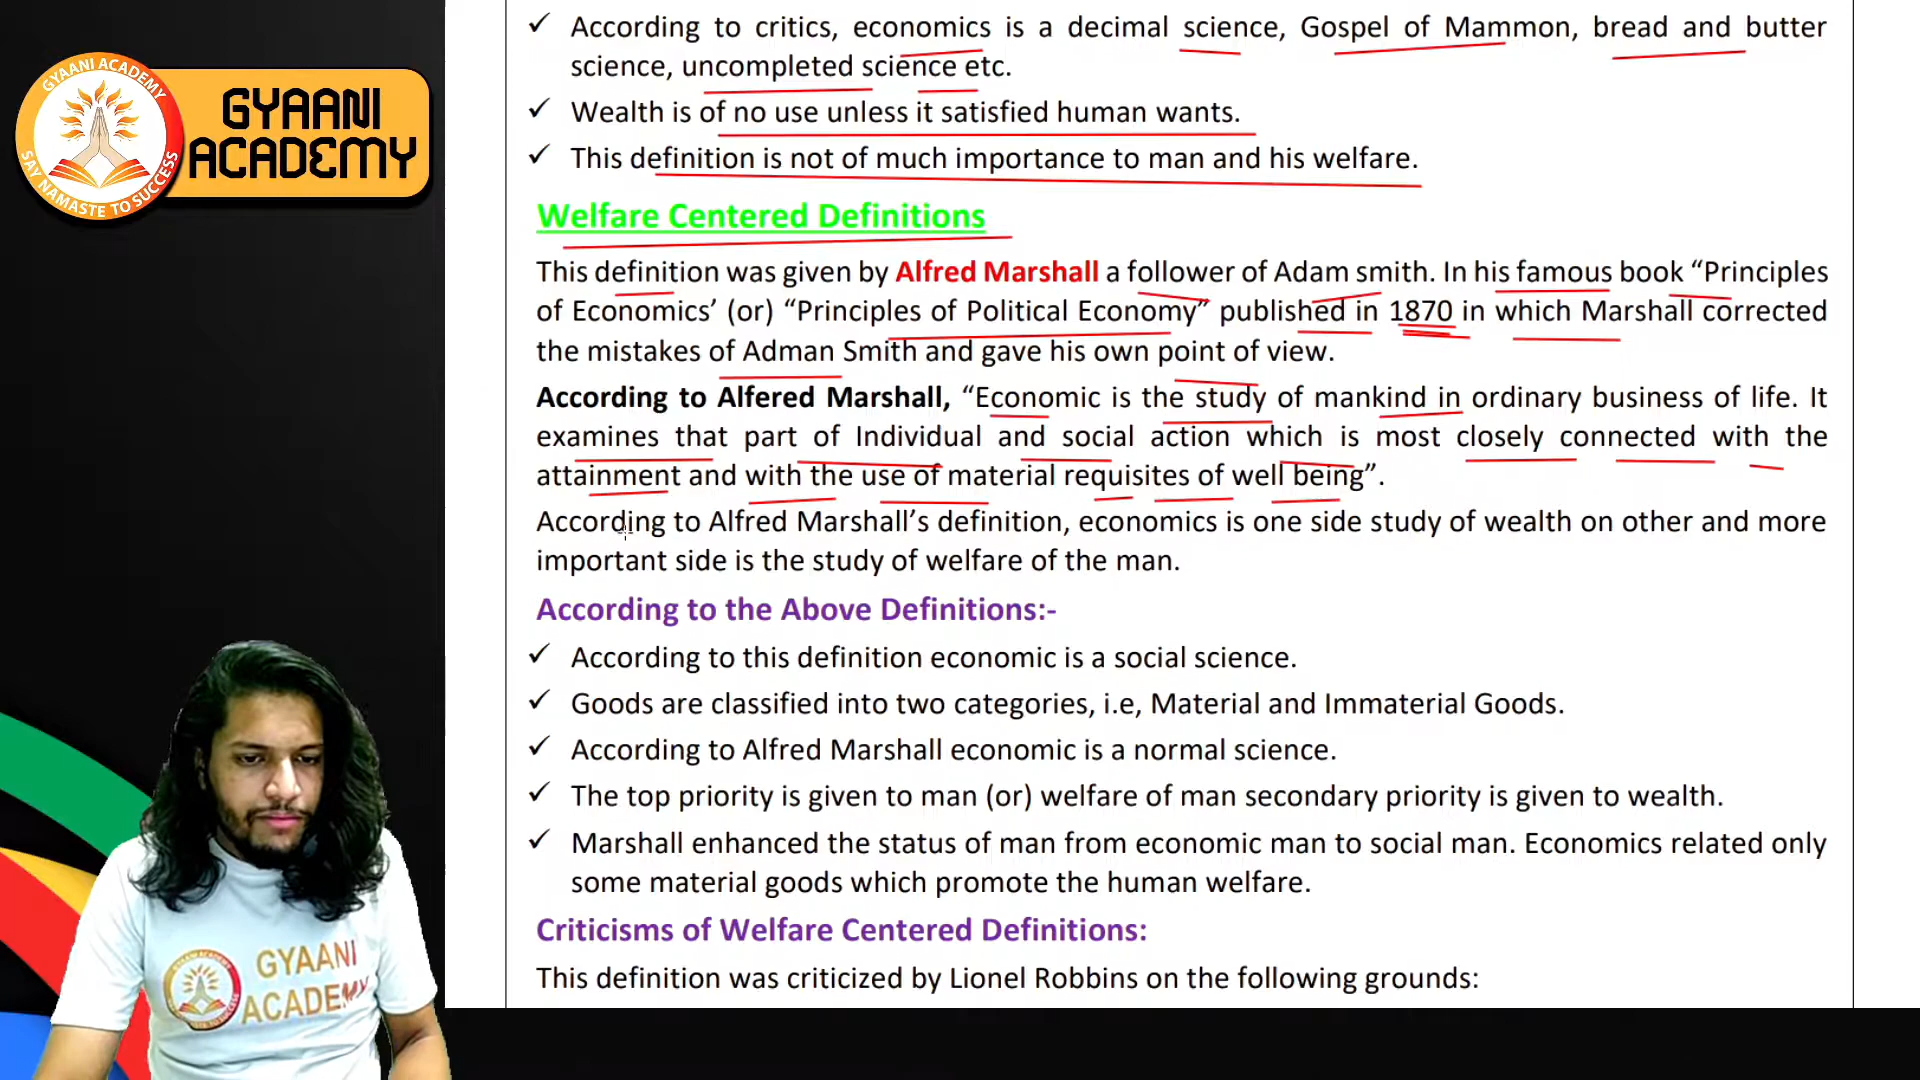 ✓ According to critics, economics is a decimal science, Gospel of Mammon, bread and butter
science, uncompleted science etc.
✓ Wealth is of no use unless it satisfied human wants.
✓ This definition is not of much importance to man and his welfare.
GYAANI ACADEMY
SAY NAMASTE TO SUCCESS
GYAANI
ACADEMY
Welfare Centered Definitions
This definition was given by Alfred Marshall a follower of Adam smith. In his famous book “Principles
of Economics’ (or) “Principles of Political Economy” published in 1870 in which Marshall corrected
the mistakes of Adman Smith and gave his own point of view.
According to Alfered Marshall, “Economic is the study of mankind in ordinary business of life. It
examines that part of Individual and social action which is most closely connected with the
attainment and with the use of material requisites of well being”.
According to Alfred Marshall’s definition, economics is one side study of wealth on other and more
important side is the study of welfare of the man.
According to the Above Definitions:-
✓ According to this definition economic is a social science.
✓ Goods are classified into two categories, i.e, Material and Immaterial Goods.
✓ According to Alfred Marshall economic is a normal science.
✓ The top priority is given to man (or) welfare of man secondary priority is given to wealth.
✓ Marshall enhanced the status of man from economic man to social man. Economics related only
some material goods which promote the human welfare.
Criticisms of Welfare Centered Definitions:
This definition was criticized by Lionel Robbins on the following grounds:
GYAANI
ACADEMY